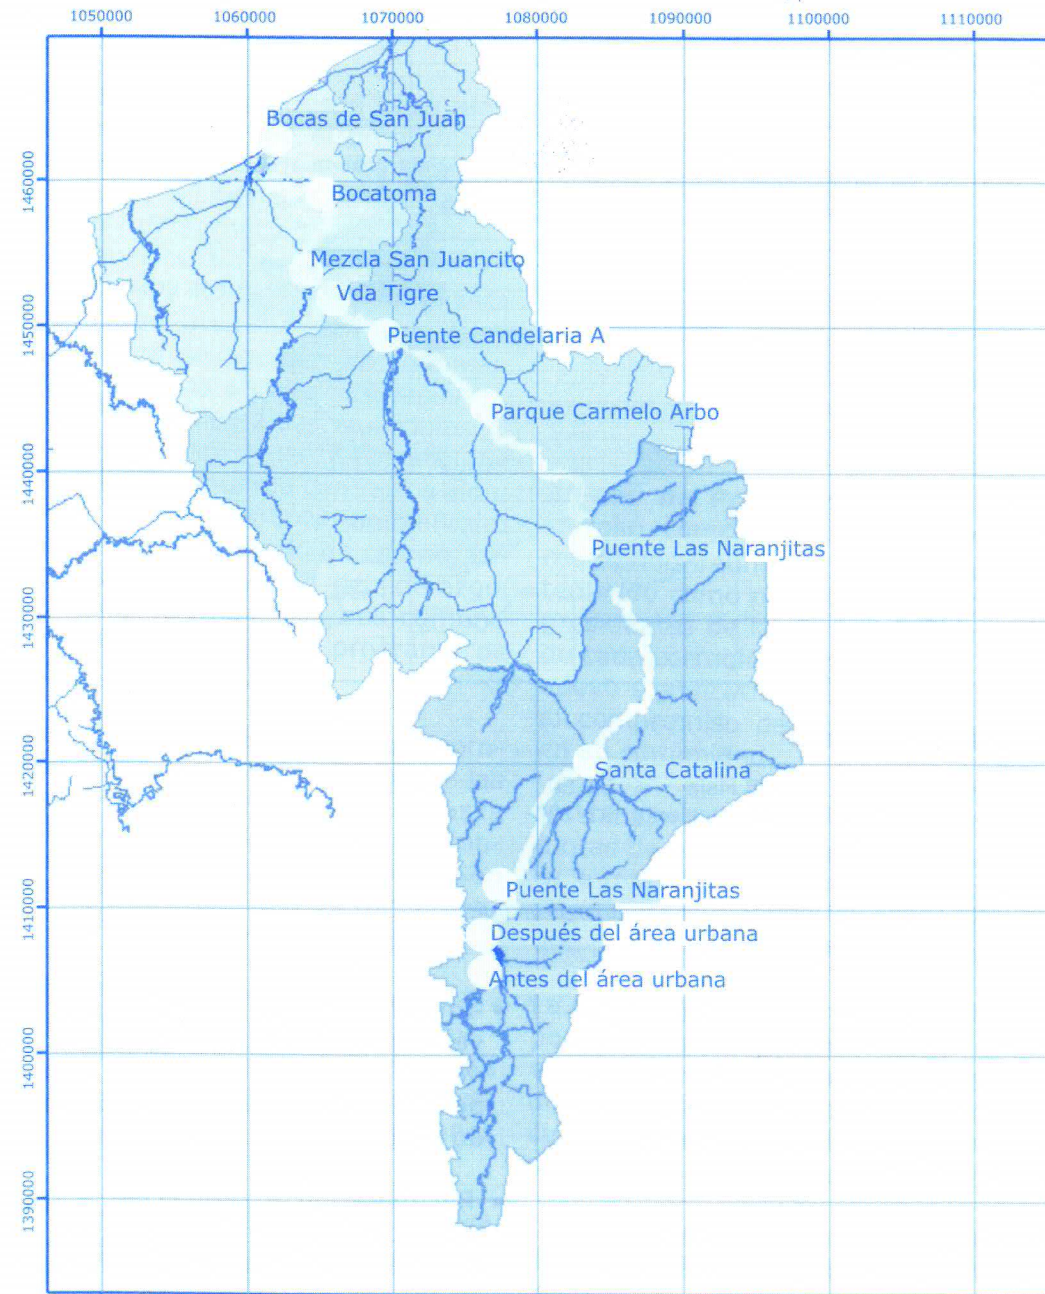 1050000
1060000
1070000
1080000
1090000
1100000
1110000
1460000
1450000
1440000
1430000
1420000
1410000
1400000
1390000
Bocas de San Juan
Bocatoma
Mezcla San Juancito
Vda Tigre
Puente Candelaria A
Parque Carmelo Arbo
Puente Las Naranjitas
Santa Catalina
Puente Las Naranjitas
Después del área urbana
Antes del área urbana